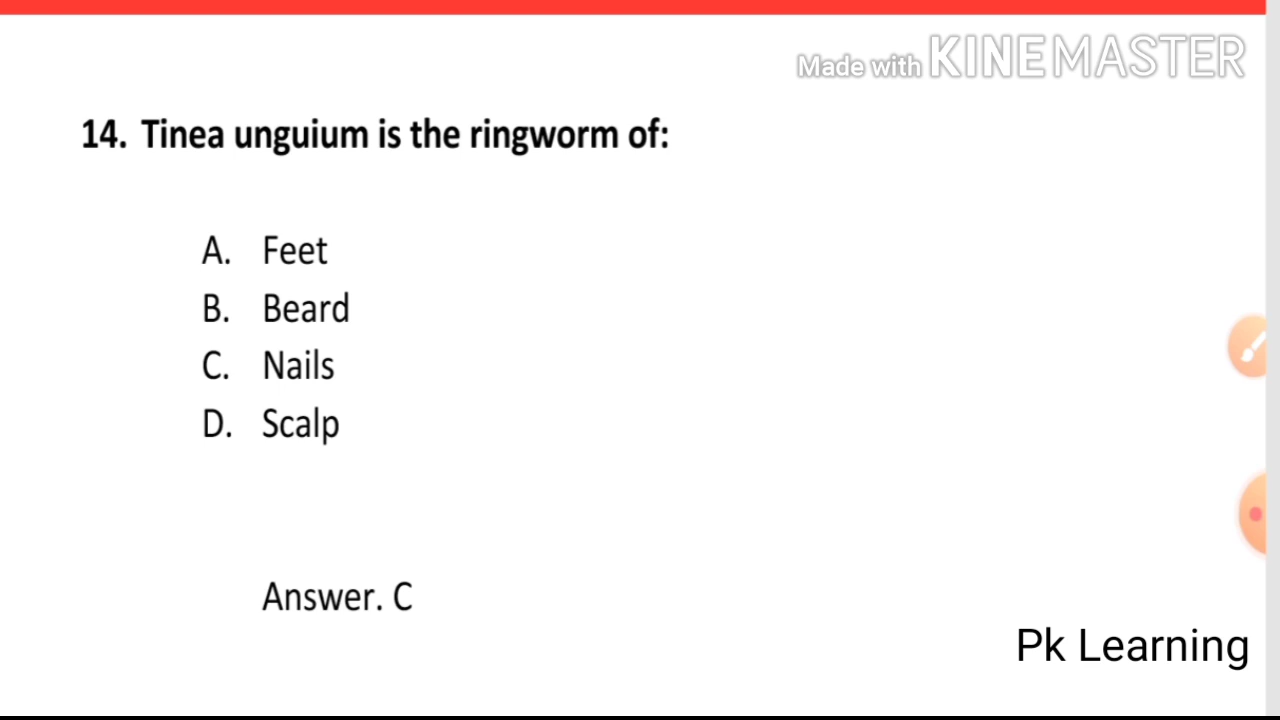 Made with KINEMASTER
14. Tinea unguium is the ringworm of:
A. Feet
B. Beard
C. Nails
D. Scalp
Answer. C
Pk Learning